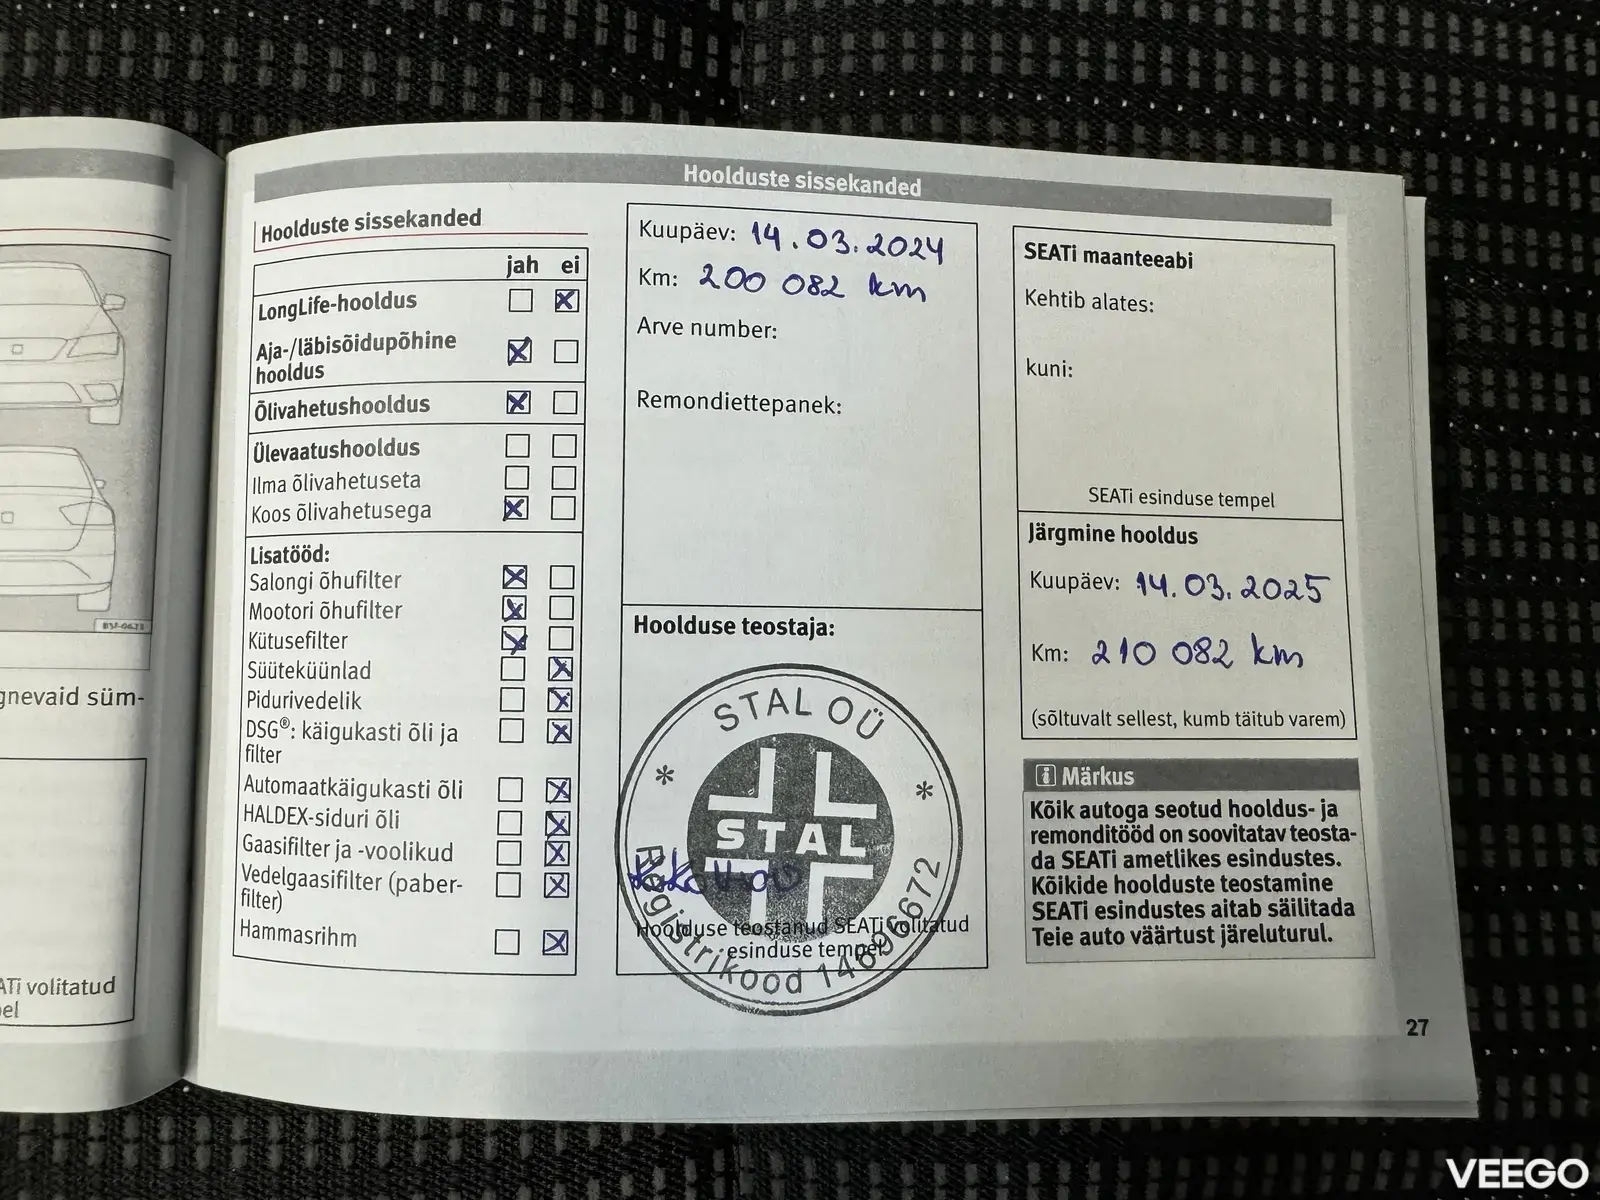 Hoolduste sissekanded
Hoolduste sissekanded
jah ei
LongLife-hooldus
Aja-/läbisõidupõhine
hooldus
Õlivahetushooldus
Ülevaatushooldus
Ilma õlivahetuseta
Koos õlivahetusega
Lisatööd:
Salongi õhufilter
Mootori õhufilter
Kütusefilter
Süüteküünlad
Pidurivedelik
DSG®: käigukasti õli ja
filter
Automaatkäigukasti õli
HALDEX-siduri õli
Gaasifilter ja -voolikud
Vedelgaasifilter (paber-
filter)
Hammasrihm
Kuupäev: 14.03.2024
Km: 200 082 km
Arve number:
Remondiettepanek:
Hoolduse teostaja:
STAL OÜ
STAL
Registrikood 14896672
Hoolduse teostanud SEATi volitatud
esinduse tempel
SEATi maanteeabi
Kehtib alates:
kuni:
SEATi esinduse tempel
Järgmine hooldus
Kuupäev: 14.03.2025
Km: 210 082 km
(sõltuvalt sellest, kumb täitub varem)
i Märkus
Kõik autoga seotud hooldus- ja
remonditööd on soovitatav teosta-
da SEATi ametlikes esindustes.
Kõikide hoolduste teostamine
SEATi esindustes aitab säilitada
Teie auto väärtust järeluturul.
27
gnevaid süm-
ATi volitatud
pel
VEEGO